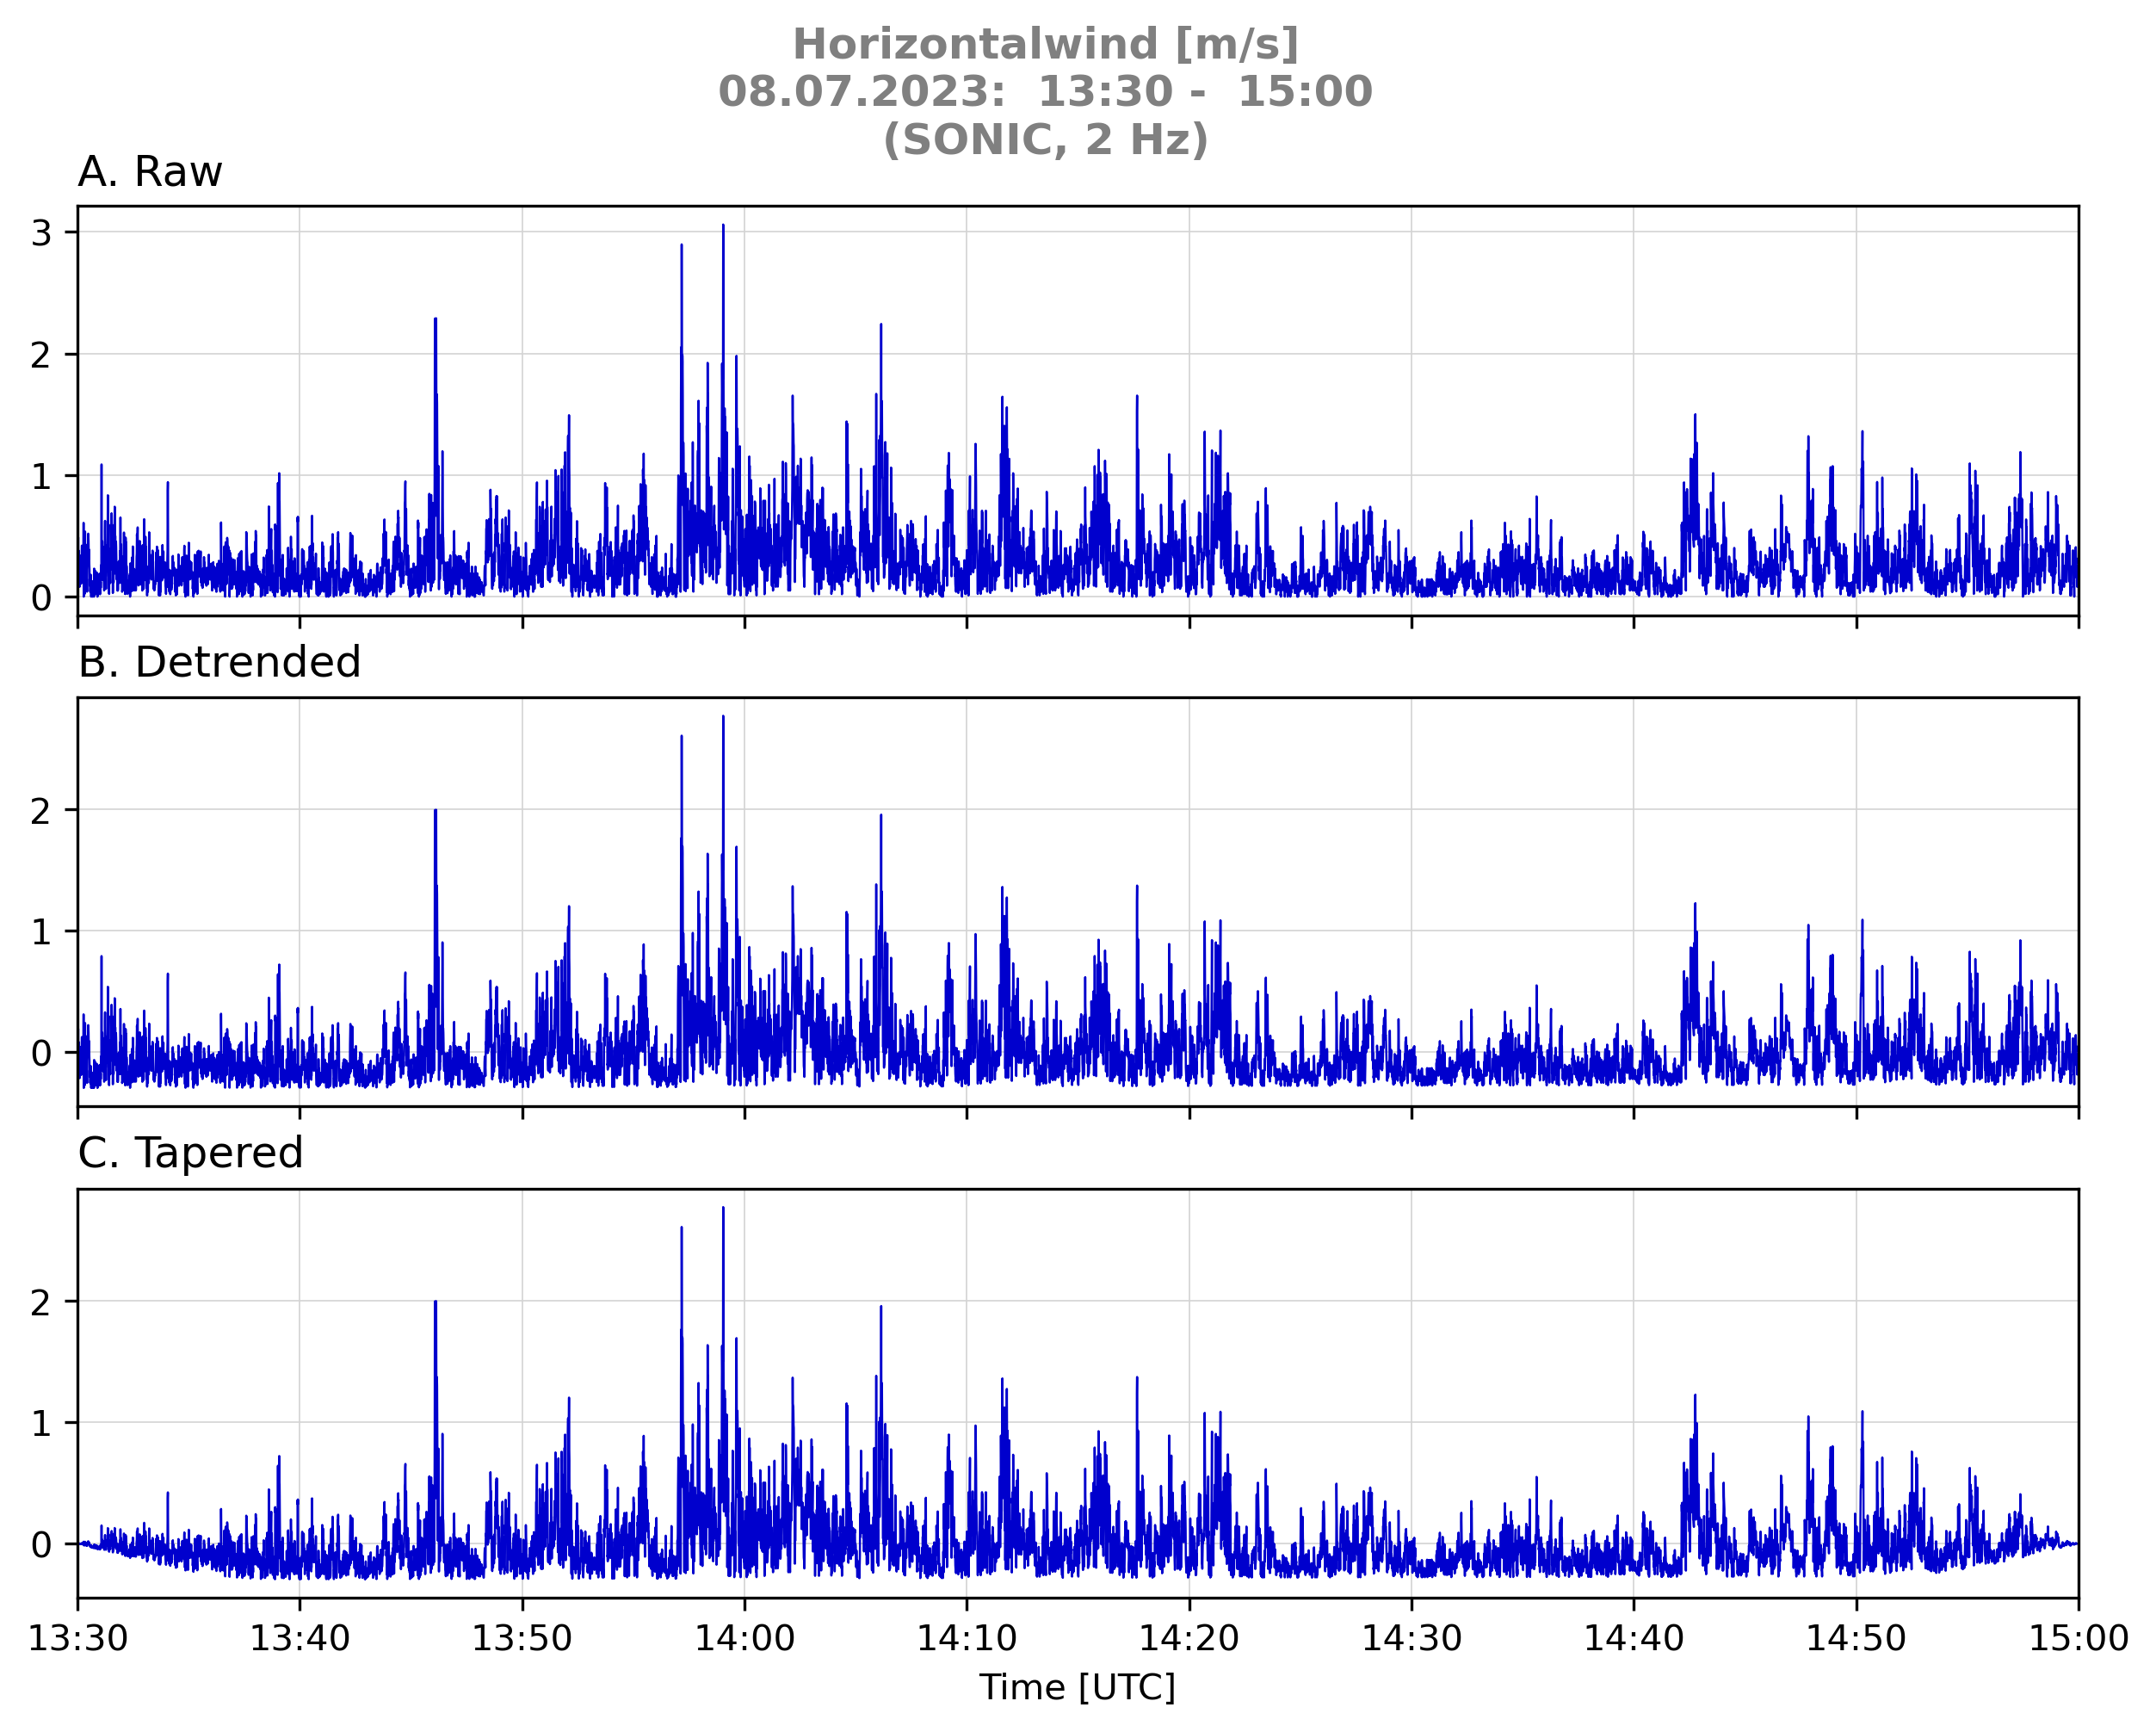 Horizontalwind [m/s]
08.07.2023:  13:30 -  15:00
(SONIC, 2 Hz)
A. Raw
3
2
1
0
B. Detrended
2
1
0
C. Tapered
2
1
0
13:30 13:40 13:50 14:00 14:10 14:20 14:30 14:40 14:50 15:00
Time [UTC]